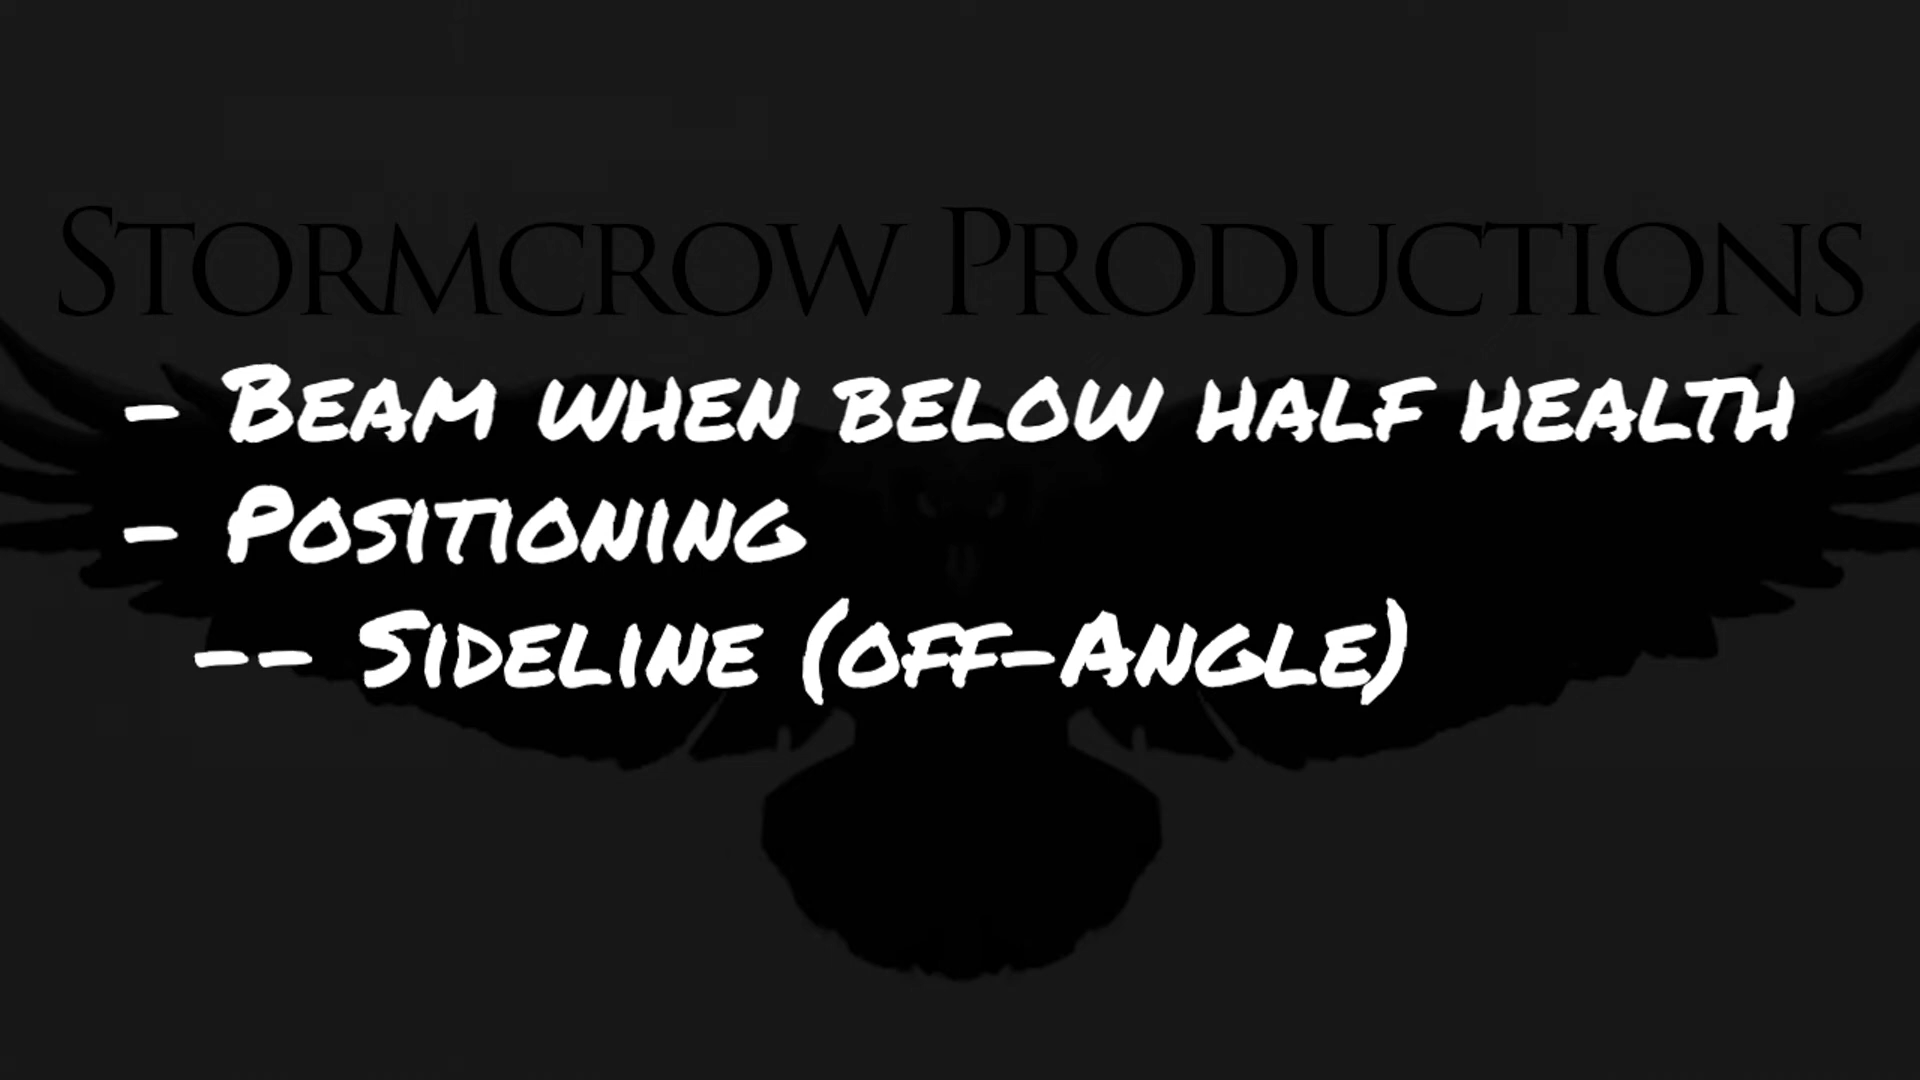 Stormcrow Productions
- Beam when below half health
- Positioning
-- Sideline (off-Angle)